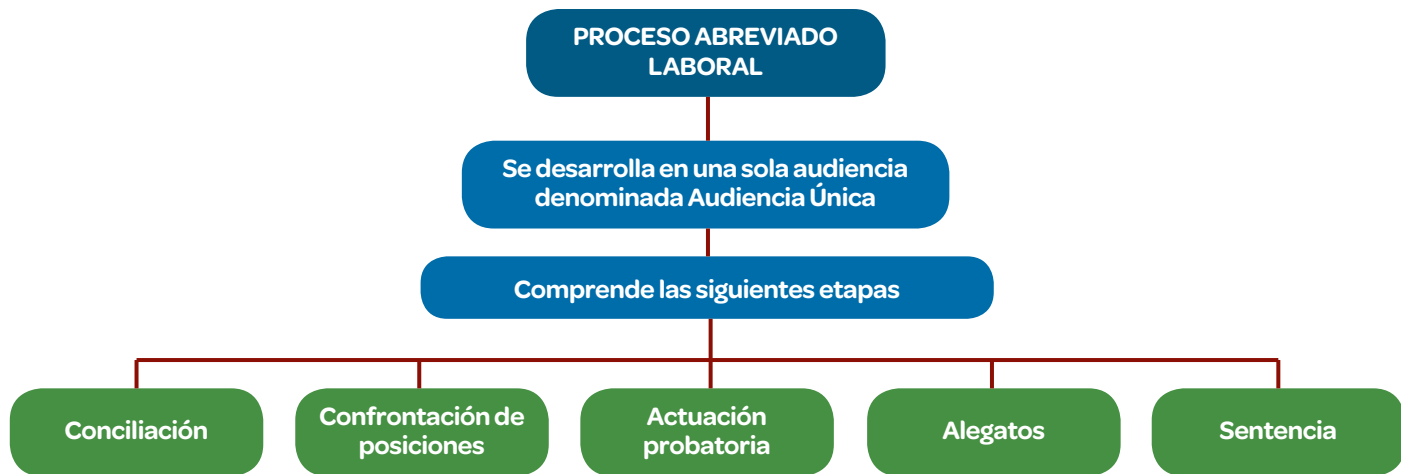 PROCESO ABREVIADO
LABORAL
Se desarrolla en una sola audiencia
denominada Audiencia Única
Comprende las siguientes etapas
Conciliación
Confrontación de
posiciones
Actuación
probatoria
Alegatos
Sentencia